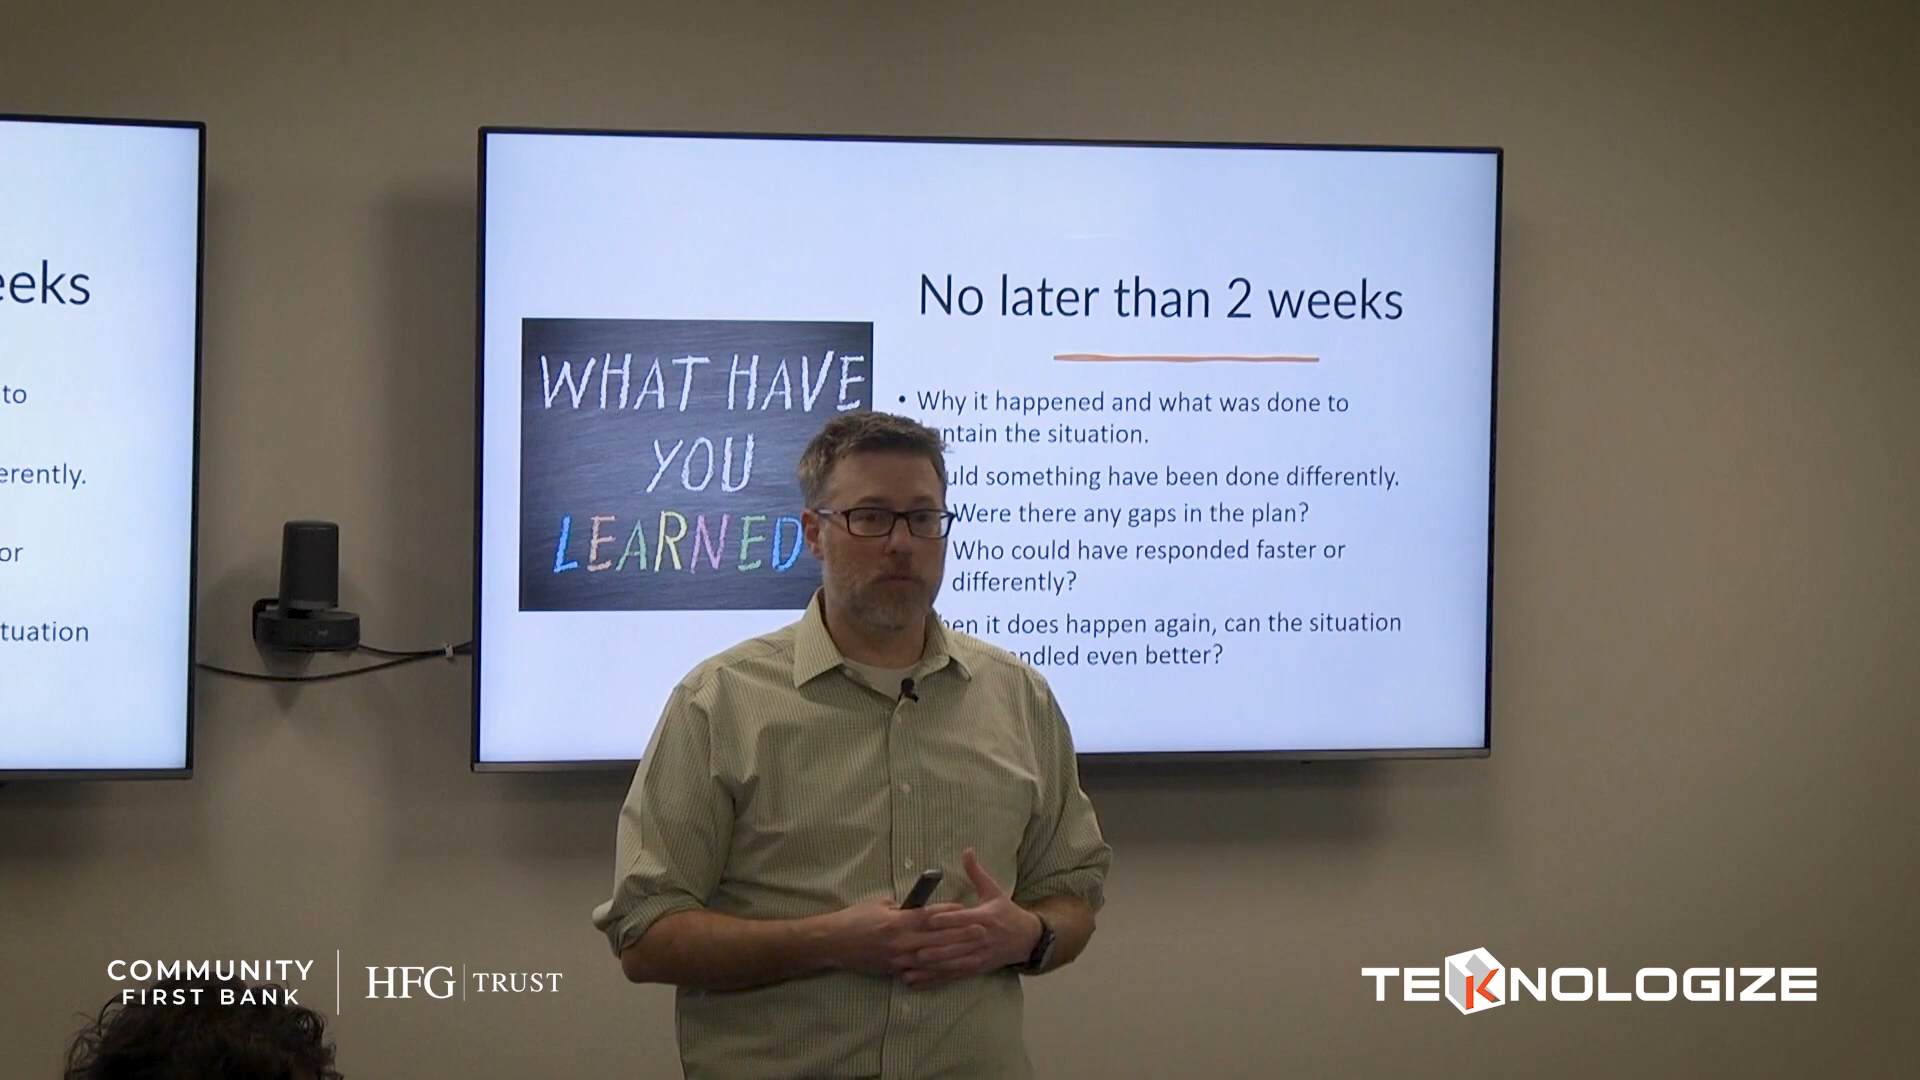 eeks
to
erently.
or
tuation
No later than 2 weeks
WHAT HAVE
YOU
LEARNED
• Why it happened and what was done to
ntain the situation.
uld something have been done differently.
Were there any gaps in the plan?
Who could have responded faster or
differently?
en it does happen again, can the situation
ndled even better?
COMMUNITY
FIRST BANK
HFG TRUST
TEKNOLOGIZE